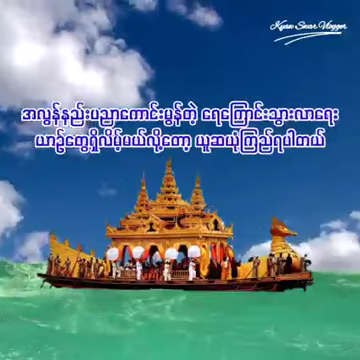 Kyaw Swar Vlogger
အလွန်နည်းပညာကောင်းမွန်တဲ့ ရေကြောင်းသွားလာရေး
ယာဉ်တွေရှိလိမ့်မယ်လို့တော့ ယူဆယုံကြည်ရပါတယ်